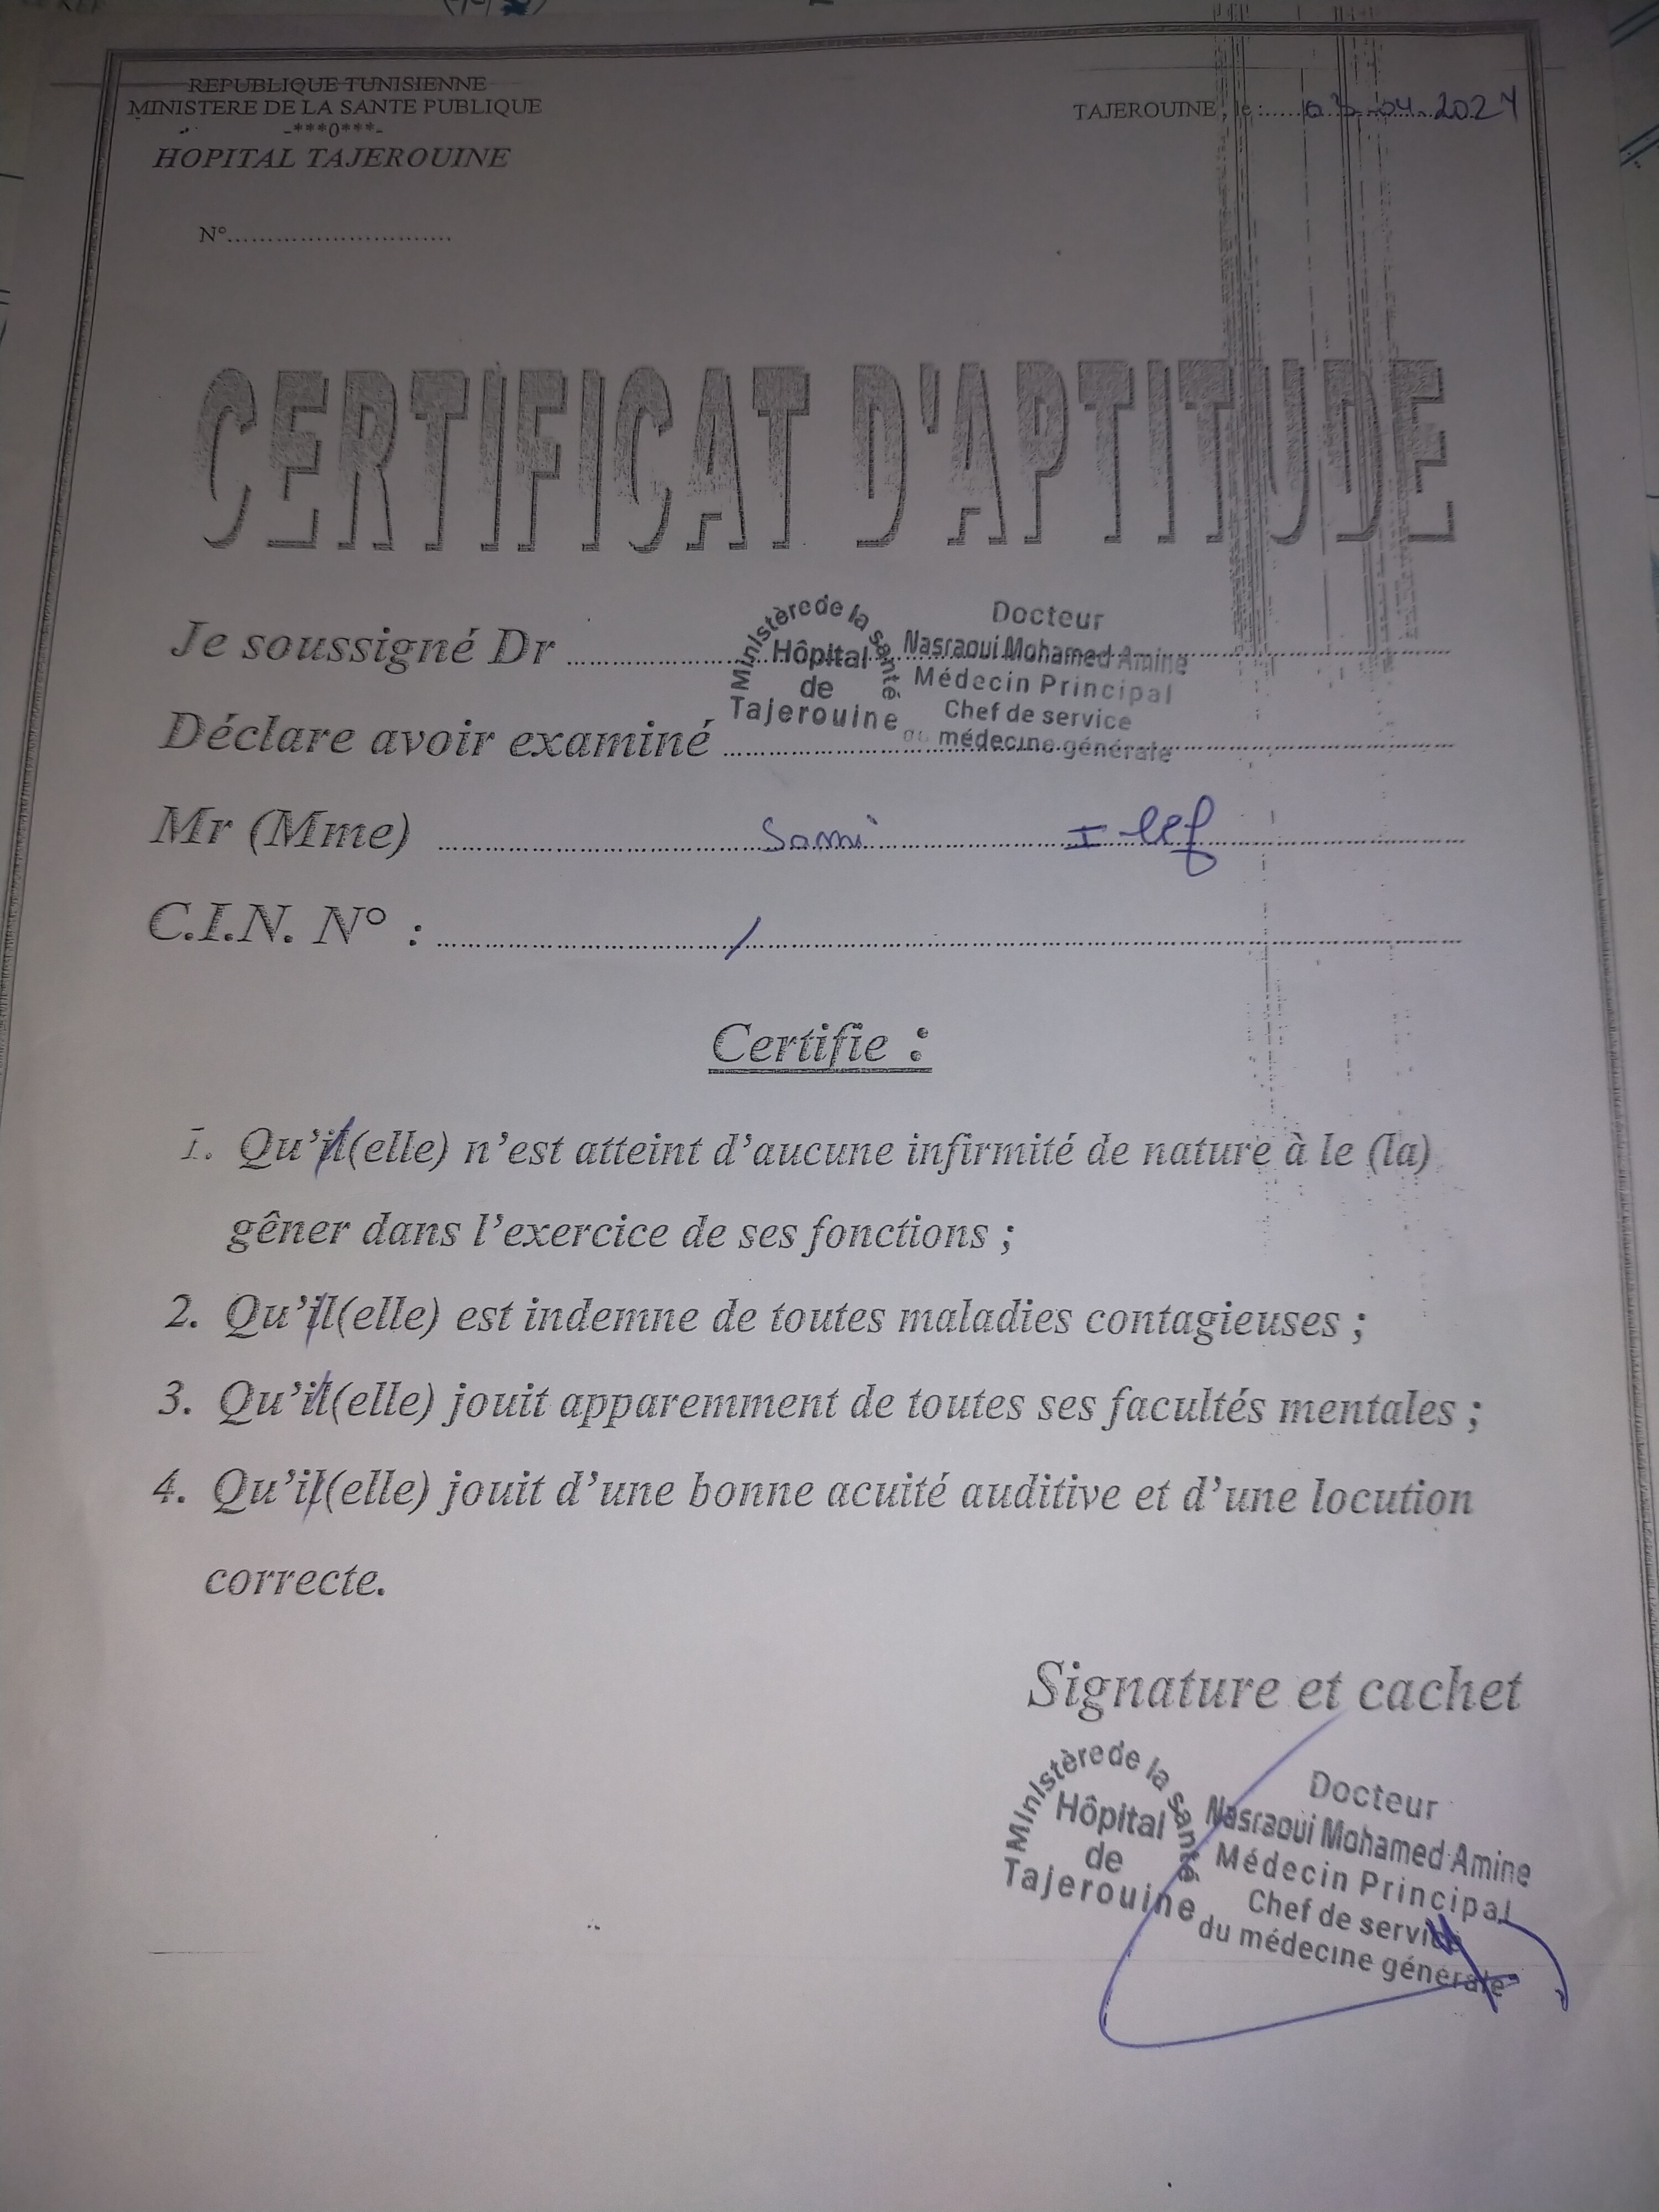 REPUBLIQUE TUNISIENNE
MINISTERE DE LA SANTE PUBLIQUE
-***0***-
HOPITAL TAJEROUINE
TAJEROUINE, le :.....03-04-2024
N°..............................
CERTIFICAT D'APTITUDE
Je soussigné Dr
Ministère de la santé
Hôpital
de
Tajerouine
Docteur
Nasraoui Mohamed Amine
Médecin Principal
Chef de service
du médecine générale
Déclare avoir examiné
Mr (Mme) Sami Ilef
C.I.N. N° : /
Certifie :
1. Qu'il(elle) n'est atteint d'aucune infirmité de nature à le (la)
gêner dans l'exercice de ses fonctions ;
2. Qu'il(elle) est indemne de toutes maladies contagieuses ;
3. Qu'il(elle) jouit apparemment de toutes ses facultés mentales ;
4. Qu'il(elle) jouit d'une bonne acuité auditive et d'une locution
correcte.
Signature et cachet
Ministère de la santé
Hôpital
de
Tajerouine
Docteur
Nasraoui Mohamed Amine
Médecin Principal
Chef de service
du médecine générale